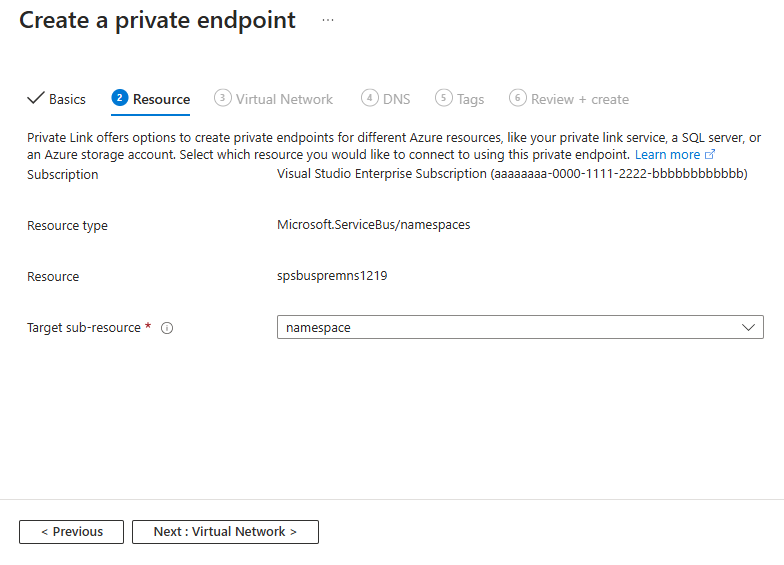 Create a private endpoint ...
Basics 2 Resource 3 Virtual Network 4 DNS 5 Tags 6 Review + create
Private Link offers options to create private endpoints for different Azure resources, like your private link service, a SQL server, or
an Azure storage account. Select which resource you would like to connect to using this private endpoint. Learn more
Subscription Visual Studio Enterprise Subscription (aaaaaaaa-0000-1111-2222-bbbbbbbbbbbb)
Resource type Microsoft.ServiceBus/namespaces
Resource spsbuspremns1219
Target sub-resource * namespace
< Previous Next : Virtual Network >